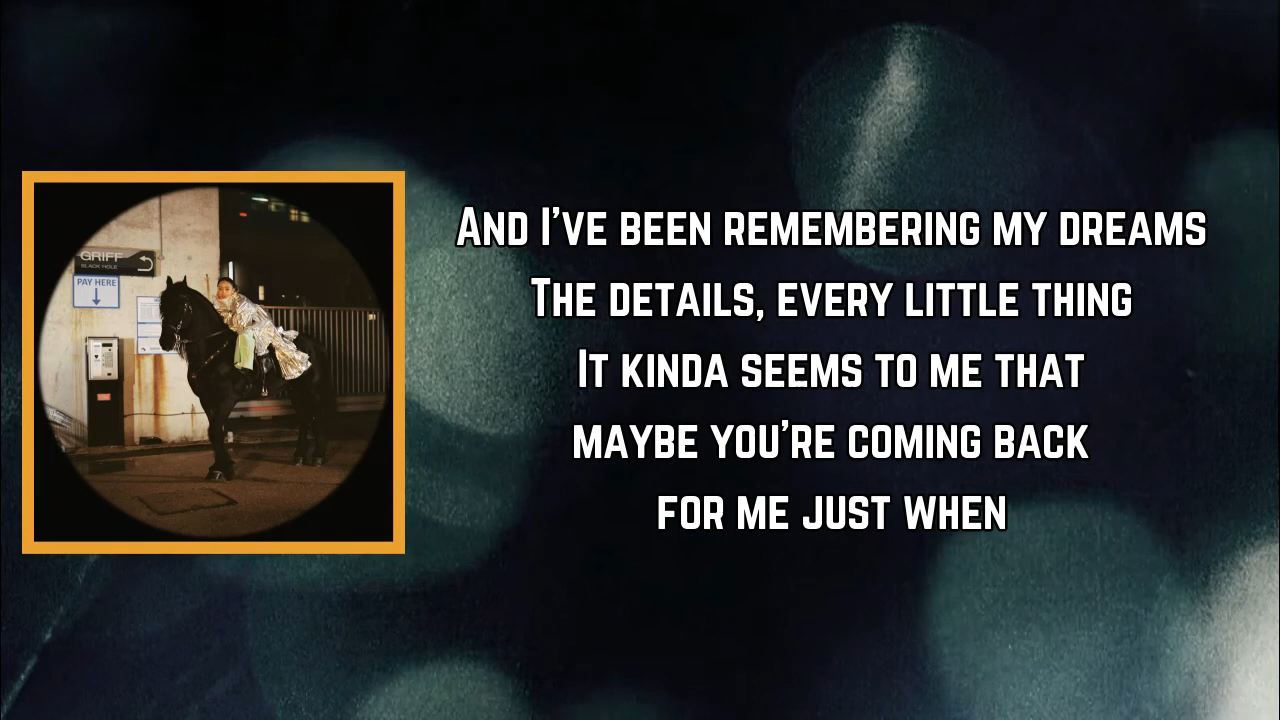 GRIFF
BLACK HOLE
PAY HERE
And I've been remembering my dreams
The details, every little thing
It kinda seems to me that
maybe you're coming back
for me just when